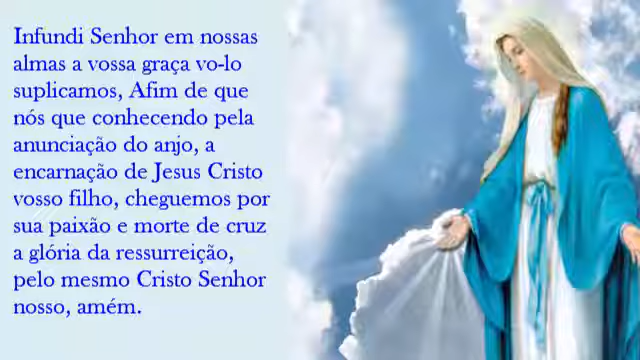 Infundi Senhor em nossas
almas a vossa graça vo-lo
suplicamos, Afim de que
nós que conhecendo pela
anunciação do anjo, a
encarnação de Jesus Cristo
vosso filho, cheguemos por
sua paixão e morte de cruz
a glória da ressurreição,
pelo mesmo Cristo Senhor
nosso, amém.